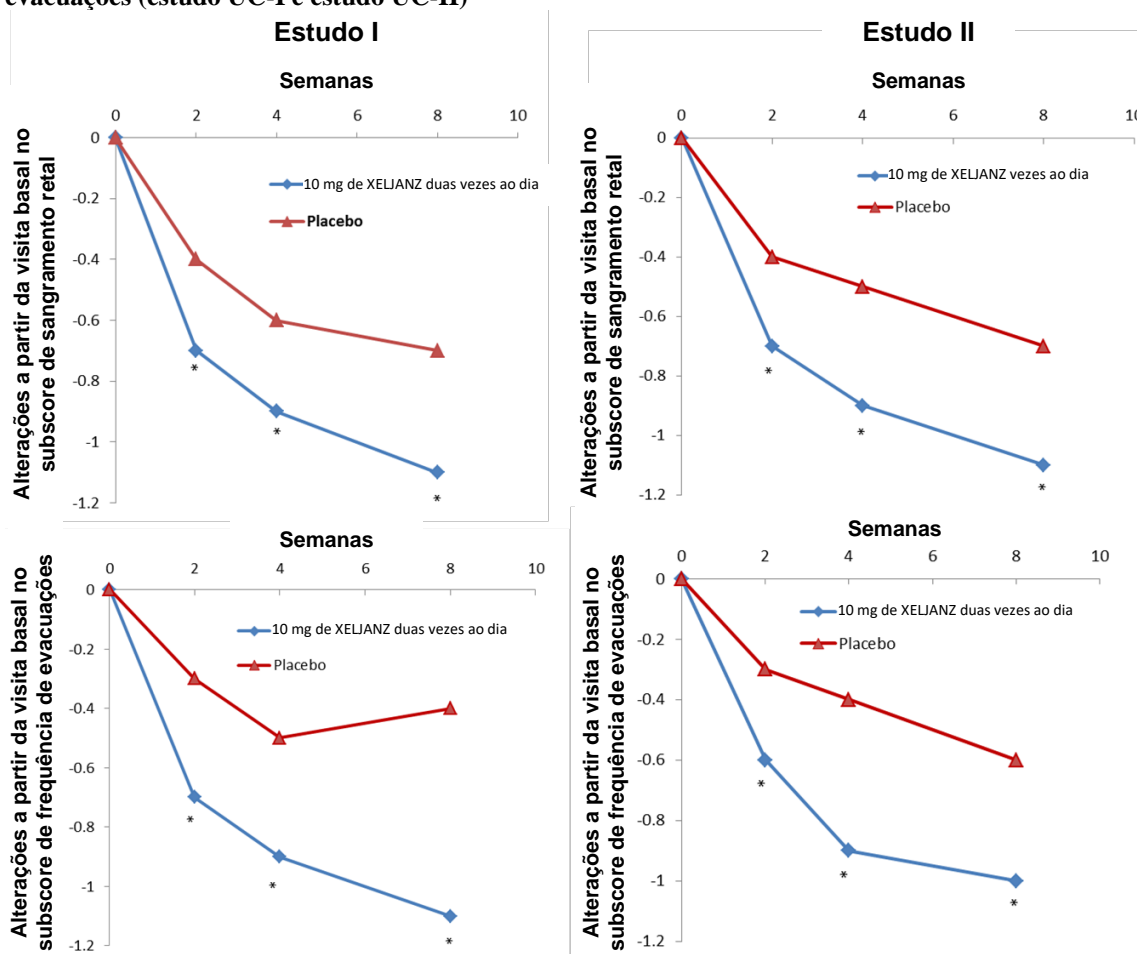 evacuações (estudo UC-I e estudo UC-II)
Estudo I
Semanas
0 2 4 6 8 10
0
-0.2
-0.4
-0.6
-0.8
-1
-1.2
Alterações a partir da visita basal no
subscore de sangramento retal
10 mg de XELJANZ duas vezes ao dia
Placebo
*
*
*
Estudo II
Semanas
0 2 4 6 8 10
0
-0.2
-0.4
-0.6
-0.8
-1
-1.2
Alterações a partir da visita basal no
subscore de sangramento retal
10 mg de XELJANZ vezes ao dia
Placebo
*
*
*
Semanas
0 2 4 6 8 10
0
-0.2
-0.4
-0.6
-0.8
-1
-1.2
Alterações a partir da visita basal no
subscore de frequência de evacuações
10 mg de XELJANZ duas vezes ao dia
Placebo
*
*
*
Semanas
0 2 4 6 8 10
0
-0.2
-0.4
-0.6
-0.8
-1
-1.2
Alterações a partir da visita basal no
subscore de frequência de evacuações
10 mg de XELJANZ duas vezes ao dia
Placebo
*
*
*